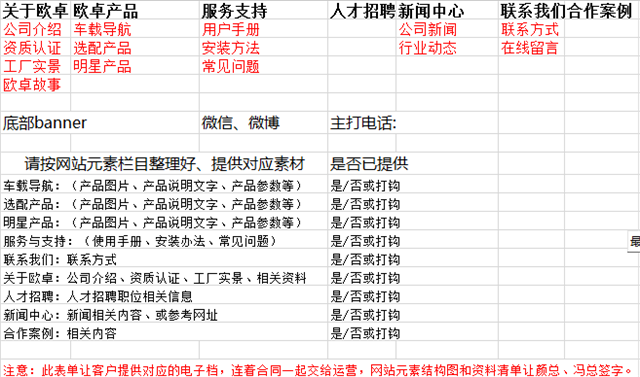 关于欧卓 欧卓产品 服务支持 人才招聘 新闻中心 联系我们 合作案例
公司介绍 车载导航 用户手册 公司新闻 联系方式
资质认证 选配产品 安装方法 行业动态 在线留言
工厂实景 明星产品 常见问题
欧卓故事
底部banner 微信、微博 主打电话:
请按网站元素栏目整理好、提供对应素材 是否已提供
车载导航:(产品图片、产品说明文字、产品参数等) 是/否或打钩
选配产品:(产品图片、产品说明文字、产品参数等) 是/否或打钩
明星产品:(产品图片、产品说明文字、产品参数等) 是/否或打钩
服务与支持:(使用手册、安装办法、常见问题) 是/否或打钩
联系我们:联系方式 是/否或打钩
关于欧卓:公司介绍、资质认证、工厂实景、相关资料 是/否或打钩
人才招聘:人才招聘职位相关信息 是/否或打钩
新闻中心:新闻相关内容、或参考网址 是/否或打钩
合作案例:相关内容 是/否或打钩
注意:此表单让客户提供对应的电子档,连着合同一起交给运营,网站元素结构图和资料清单让颜总、冯总签字。